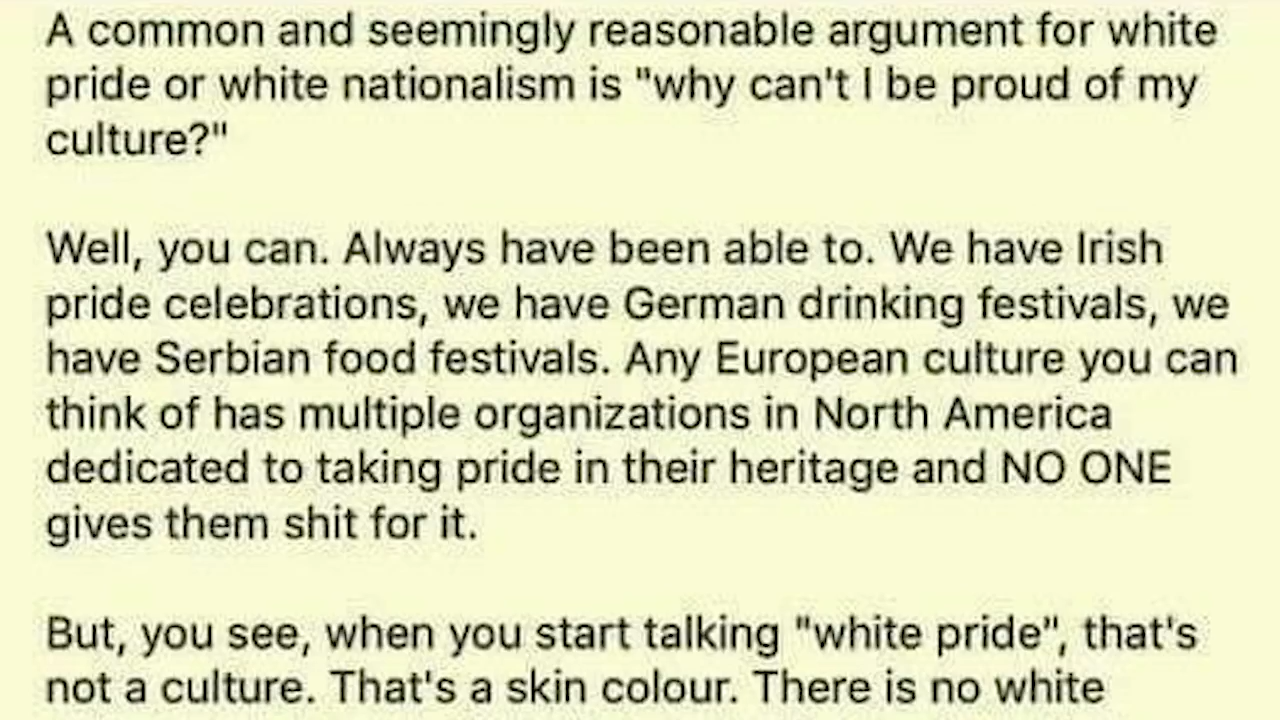 A common and seemingly reasonable argument for white
pride or white nationalism is "why can't I be proud of my
culture?"
Well, you can. Always have been able to. We have Irish
pride celebrations, we have German drinking festivals, we
have Serbian food festivals. Any European culture you can
think of has multiple organizations in North America
dedicated to taking pride in their heritage and NO ONE
gives them shit for it.
But, you see, when you start talking "white pride", that's
not a culture. That's a skin colour. There is no white